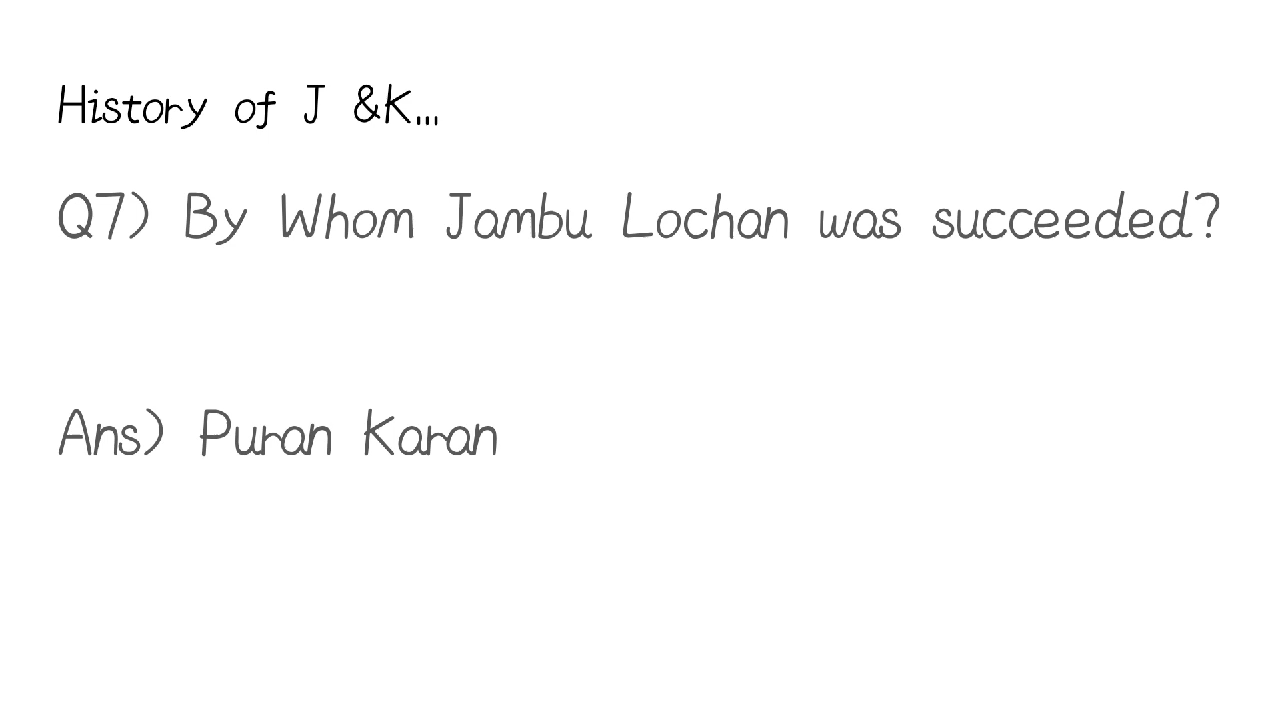 History of J &K...
Q7) By Whom Jambu Lochan was succeeded?
Ans) Puran Karan